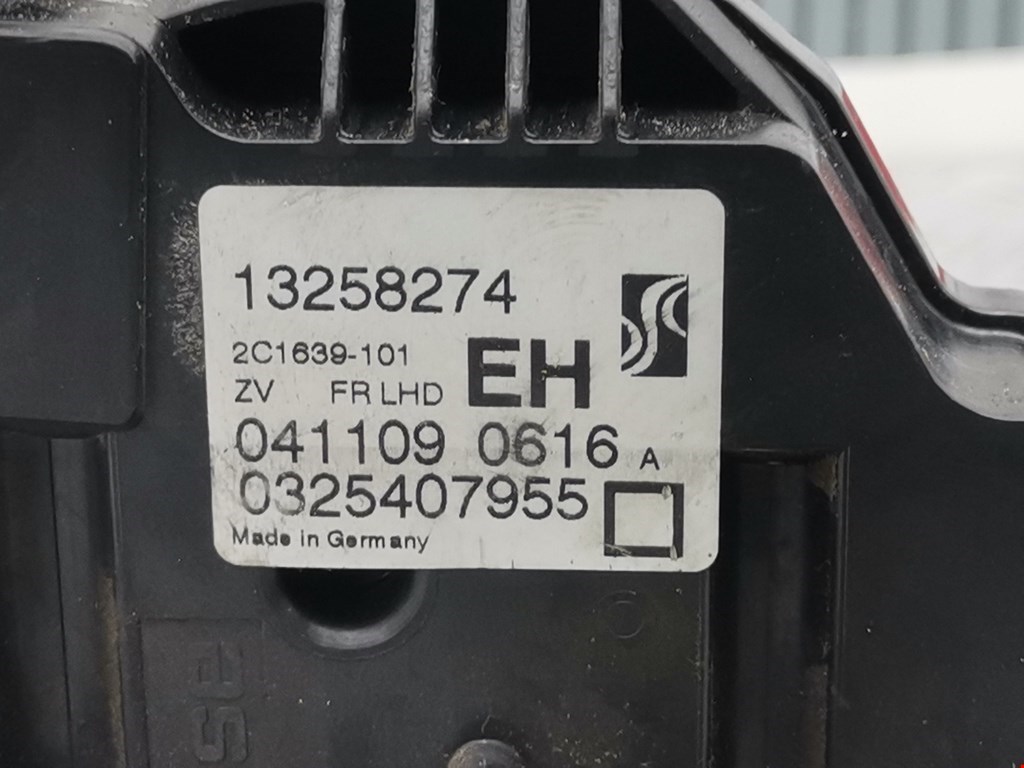 13258274
2C1639-101
ZV FR LHD EH
041109 0616 A
0325407955
Made in Germany